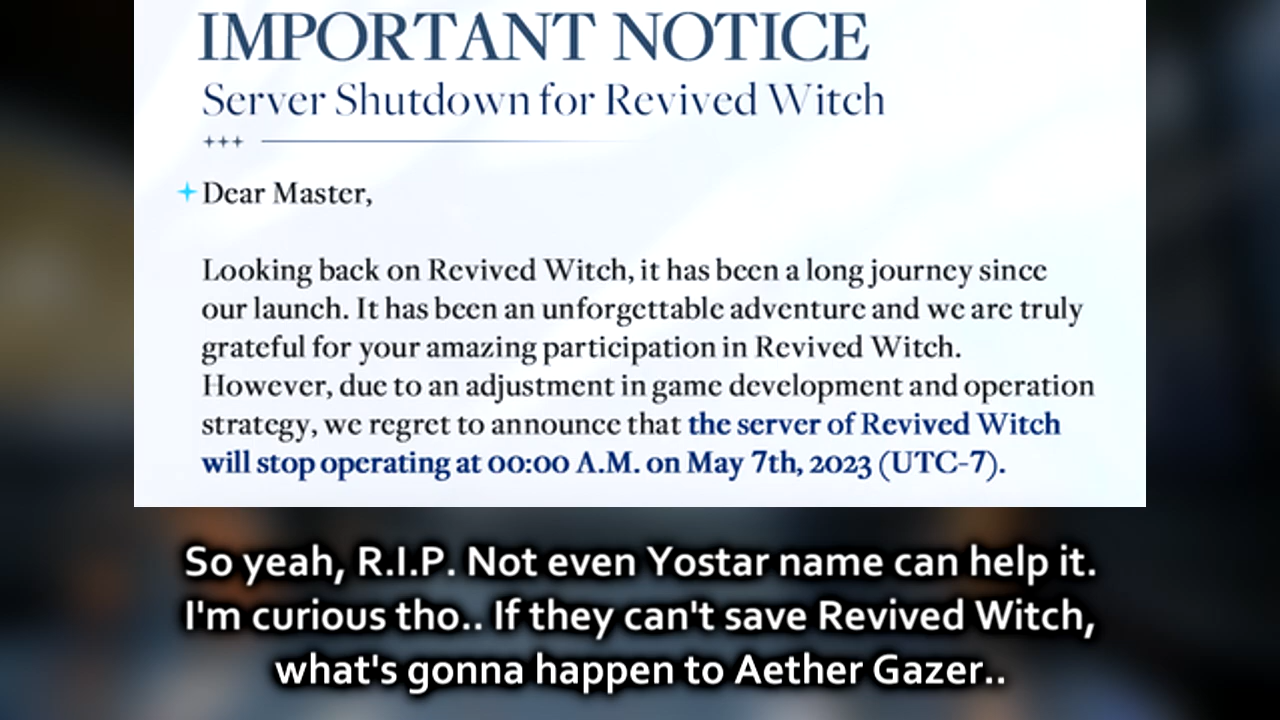 IMPORTANT NOTICE
Server Shutdown for Revived Witch
Dear Master,
Looking back on Revived Witch, it has been a long journey since
our launch. It has been an unforgettable adventure and we are truly
grateful for your amazing participation in Revived Witch.
However, due to an adjustment in game development and operation
strategy, we regret to announce that the server of Revived Witch
will stop operating at 00:00 A.M. on May 7th, 2023 (UTC-7).
So yeah, R.I.P. Not even Yostar name can help it.
I'm curious tho.. If they can't save Revived Witch,
what's gonna happen to Aether Gazer..